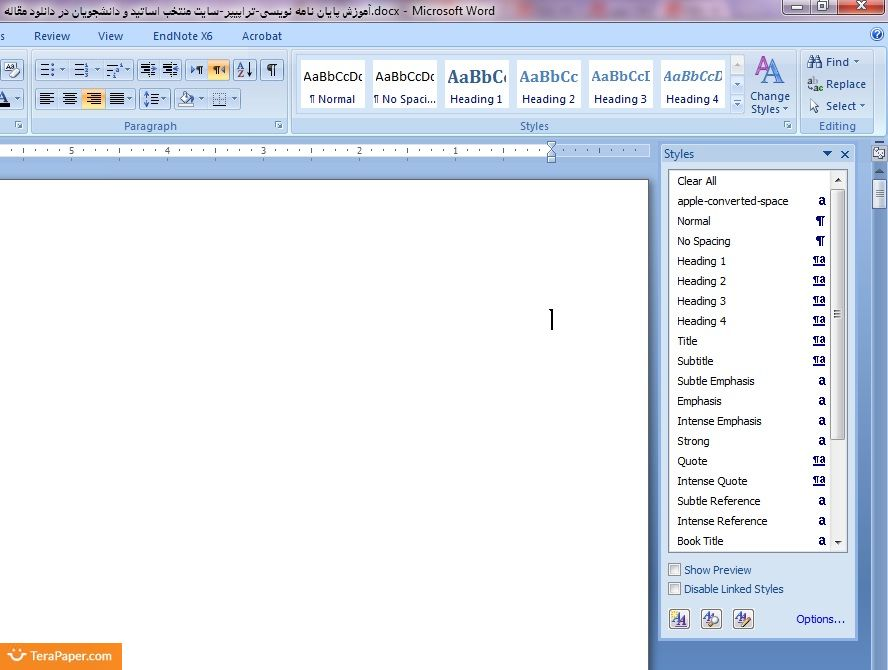 آموزش پایان نامه نویسی-تراپیپر-سایت منتخب اساتید و دانشجویان در دانلود مقاله.docx - Microsoft Word
s Review View EndNote X6 Acrobat
AaBbCcDc AaBbCcDc AaBbC AaBbCc AaBbCcI AaBbCcD
¶ Normal ¶ No Spaci... Heading 1 Heading 2 Heading 3 Heading 4
Change
Styles
Find
Replace
Select
Paragraph Styles Editing
5 4 3 2 1
Styles
Clear All
apple-converted-space a
Normal ¶
No Spacing ¶
Heading 1 ¶a
Heading 2 ¶a
Heading 3 ¶a
Heading 4 ¶a
Title ¶a
Subtitle ¶a
Subtle Emphasis a
Emphasis a
Intense Emphasis a
Strong a
Quote ¶a
Intense Quote ¶a
Subtle Reference a
Intense Reference a
Book Title a
Show Preview
Disable Linked Styles
Options...
TeraPaper.com